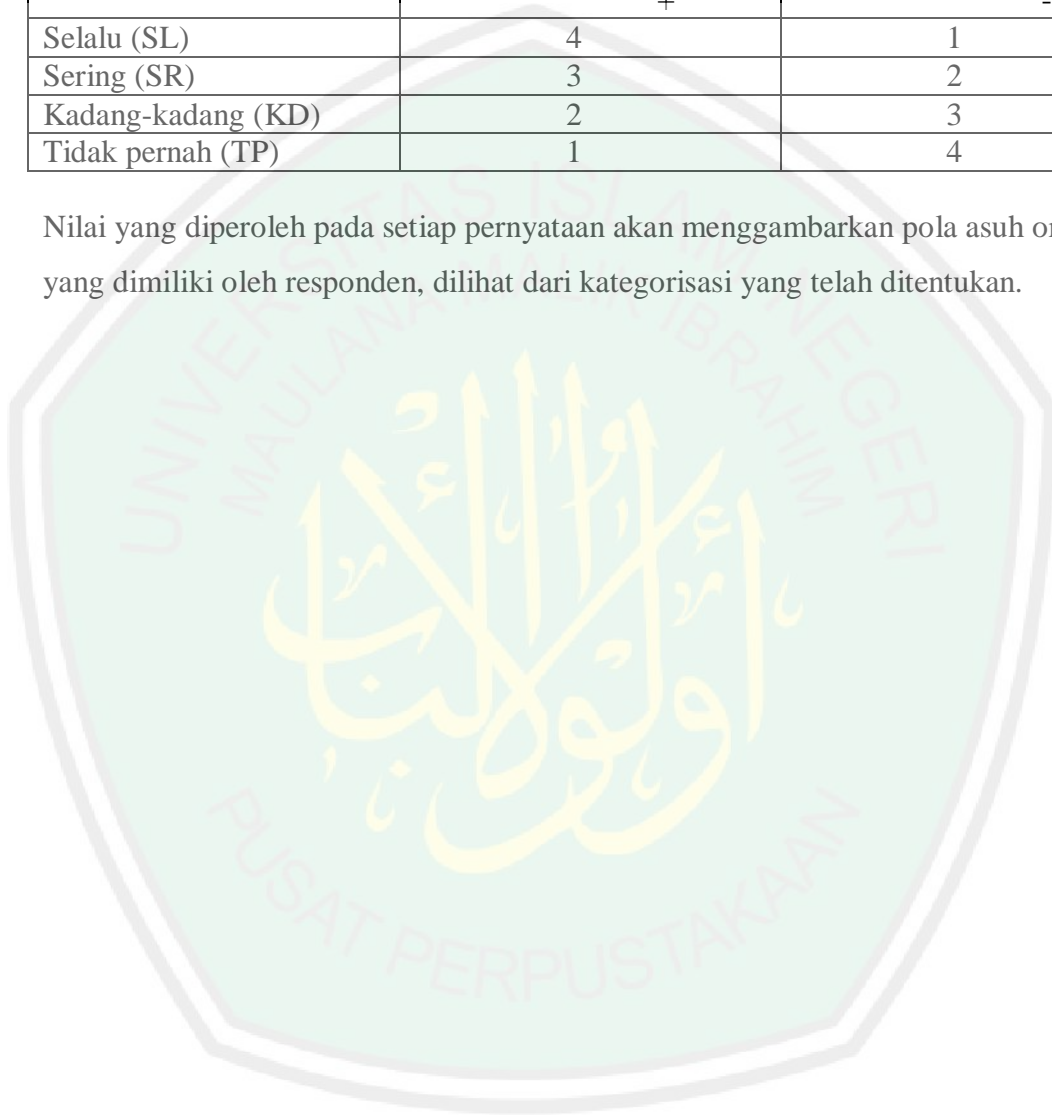 + -
Selalu (SL) 4 1
Sering (SR) 3 2
Kadang-kadang (KD) 2 3
Tidak pernah (TP) 1 4
Nilai yang diperoleh pada setiap pernyataan akan menggambarkan pola asuh
yang dimiliki oleh responden, dilihat dari kategorisasi yang telah ditentukan.
UNIVERSITAS ISLAM NEGERI
MAULANA MALIK IBRAHIM
PUSAT PERPUSTAKAAN